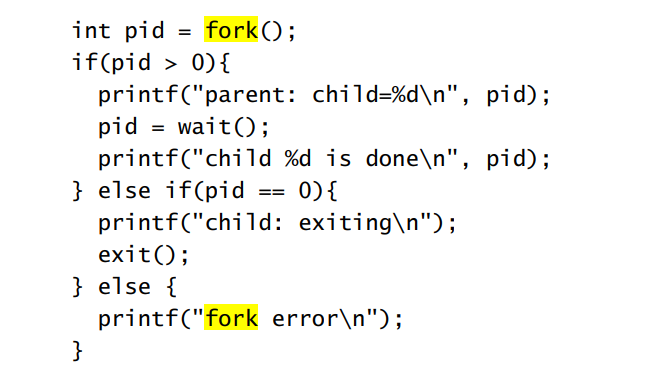 int pid = fork();
if(pid > 0){
  printf("parent: child=%d\n", pid);
  pid = wait();
  printf("child %d is done\n", pid);
} else if(pid == 0){
  printf("child: exiting\n");
  exit();
} else {
  printf("fork error\n");
}